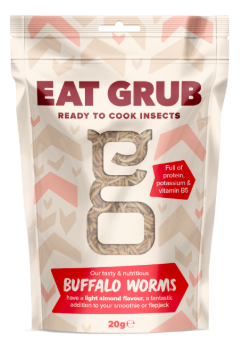 EAT GRUB
READY TO COOK INSECTS
Full of
protein,
potassium &
vitamin B5
Our tasty & nutritious
BUFFALO WORMS
have a light almond flavour, a fantastic
addition to your smoothie or flapjack
20g e